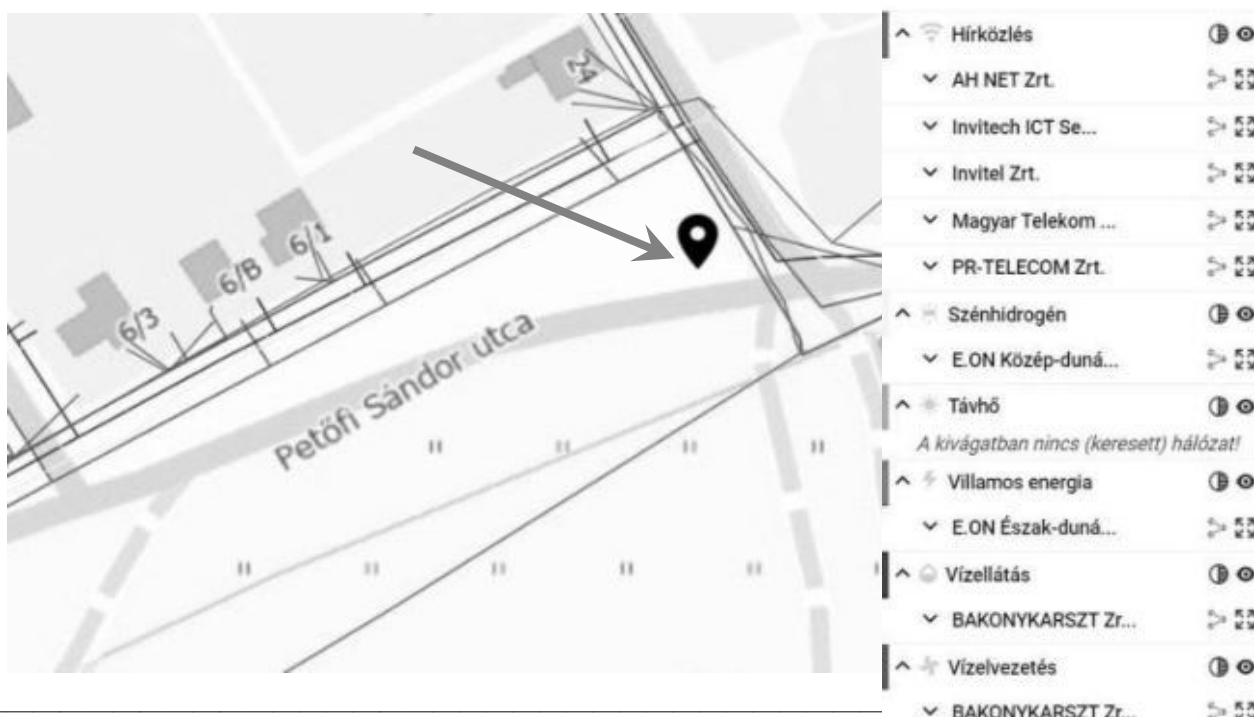 24
6/1
6/B
6/3
Petőfi Sándor utca
Hírközlés
AH NET Zrt.
Invitech ICT Se...
Invitel Zrt.
Magyar Telekom ...
PR-TELECOM Zrt.
Szénhidrogén
E.ON Közép-duná...
Távhő
A kivágatban nincs (keresett) hálózat!
Villamos energia
E.ON Észak-duná...
Vízellátás
BAKONYKARSZT Zr...
Vízelvezetés
BAKONYKARSZT Zr...